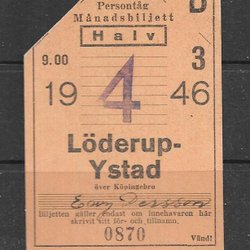 Persontåg
Månadsbiljett
Halv
9.00
3
19 4 46
Löderup-
Ystad
över Köpingebro
Persson
Biljetten gäller endast om innehavaren här
skrivit sitt för- och tillnamn.
0870
Vänd!